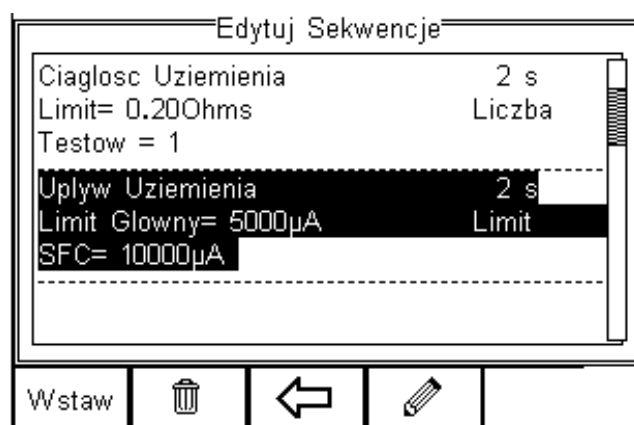 Edytuj Sekwencje
Ciaglosc Uziemienia 2 s
Limit= 0.20Ohms Liczba
Testow = 1
Uplyw Uziemieni 2 s
Limit Glowny= 5000µA Limit
SFC= 10000µA
Wstaw